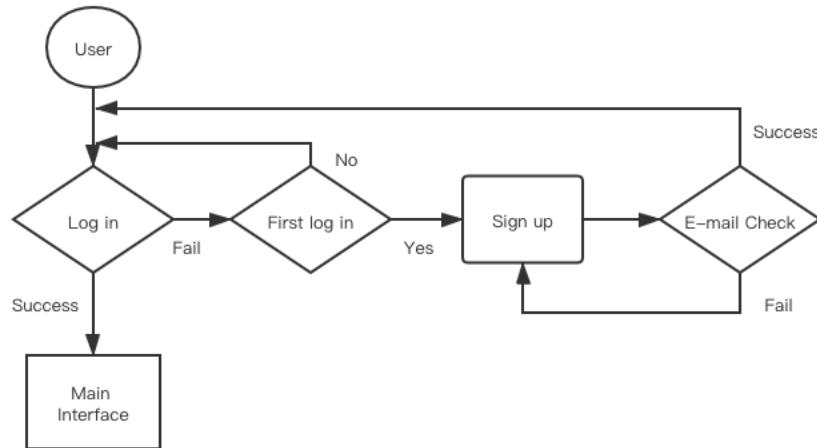 User
Success
No
Log in
First log in
Sign up
E-mail Check
Fail
Yes
Success
Fail
Main
Interface